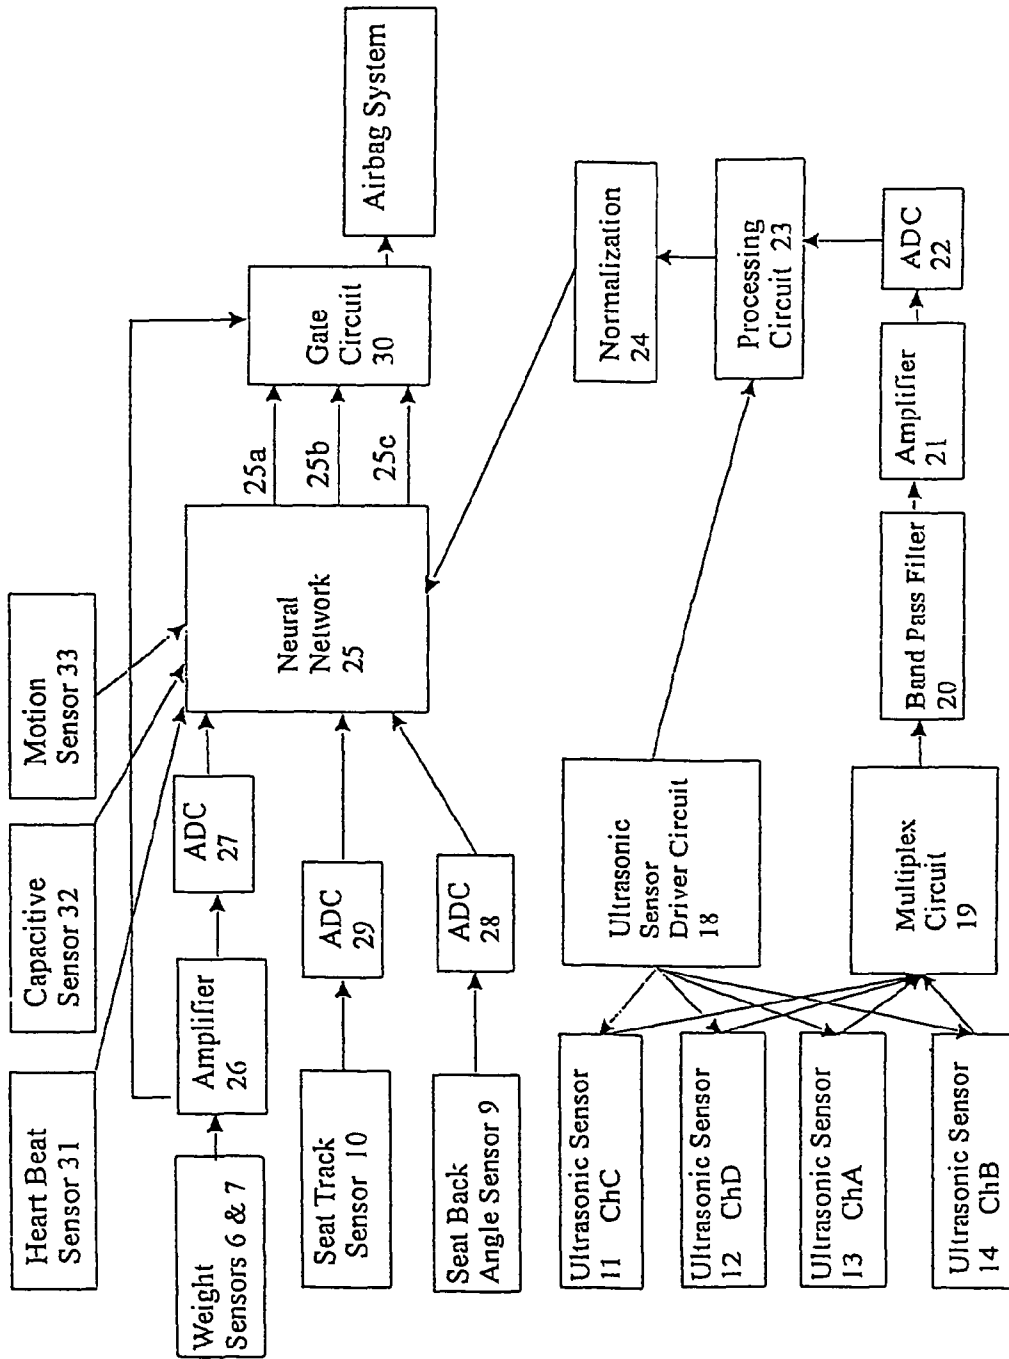 Heart Beat
Sensor 31
Capacitive
Sensor 32
Motion
Sensor 33
Weight
Sensors 6 & 7
Amplifier
26
ADC
27
Seat Track
Sensor 10
ADC
29
Seat Back
Angle Sensor 9
ADC
28
Neural
Network
25
25a
25b
25c
Gate
Circuit
30
Airbag System
Ultrasonic Sensor
11 ChC
Ultrasonic Sensor
12 ChD
Ultrasonic Sensor
13 ChA
Ultrasonic Sensor
14 ChB
Ultrasonic
Sensor
Driver Circuit
18
Multiplex
Circuit
19
Band Pass Filter
20
Amplifier
21
ADC
22
Processing
Circuit 23
Normalization
24